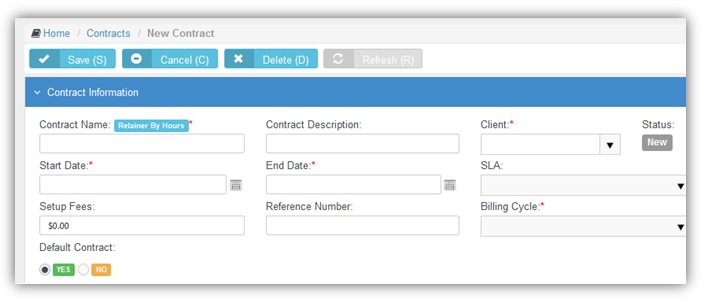 Home / Contracts / New Contract
Save (S) Cancel (C) Delete (D) Refresh (R)
Contract Information
Contract Name: Retainer By Hours * Contract Description: Client:* Status:
New
Start Date:* End Date:* SLA:
Setup Fees: Reference Number: Billing Cycle:*
$0.00
Default Contract:
YES NO